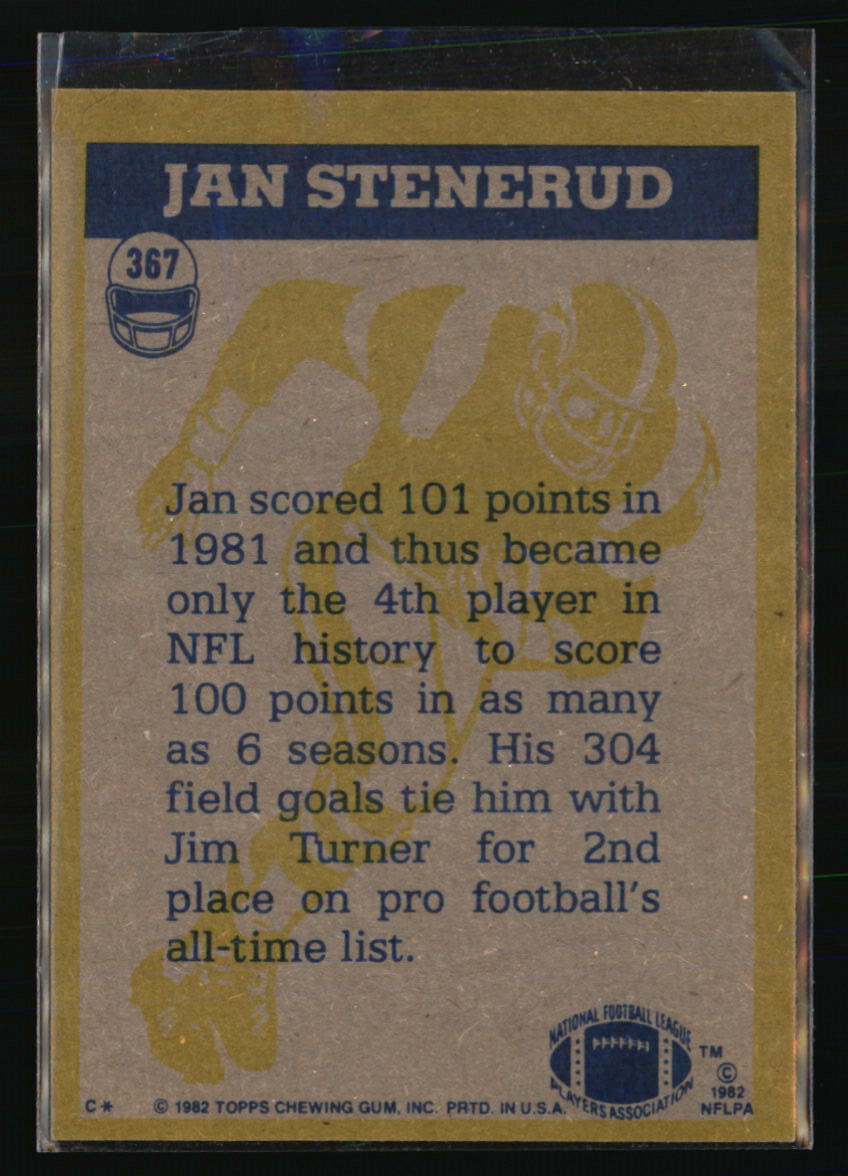 JAN STENERUD
367
Jan scored 101 points in
1981 and thus became
only the 4th player in
NFL history to score
100 points in as many
as 6 seasons. His 304
field goals tie him with
Jim Turner for 2nd
place on pro football's
all-time list.
NATIONAL FOOTBALL LEAGUE
PLAYERS ASSOCIATION
TM
©
1982
NFLPA
C* © 1982 TOPPS CHEWING GUM, INC. PRTD. IN U.S.A.